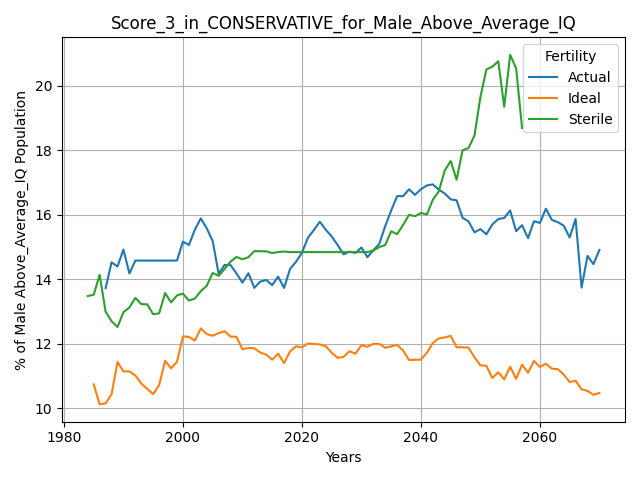 Score_3_in_CONSERVATIVE_for_Male_Above_Average_IQ
% of Male Above_Average_IQ Population
20
18
16
14
12
10
Fertility
Actual
Ideal
Sterile
1980
2000
2020
2040
2060
Years